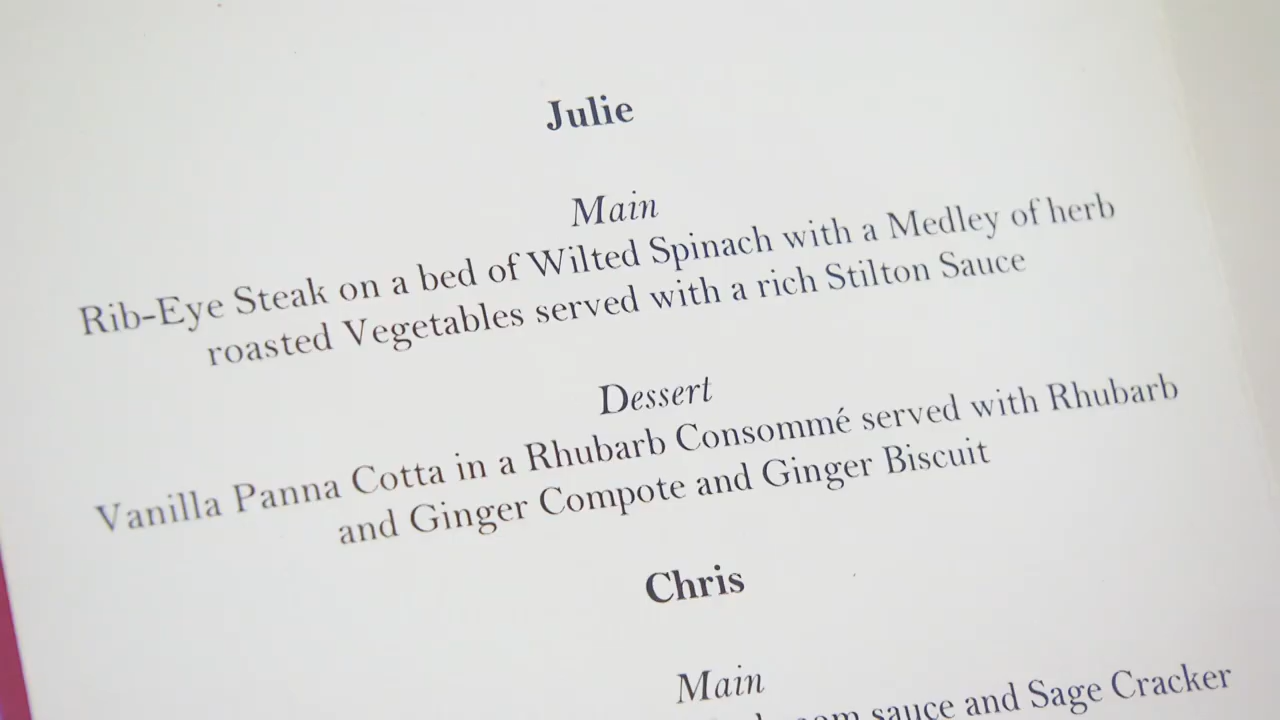 Julie
Main
Rib-Eye Steak on a bed of Wilted Spinach with a Medley of herb
roasted Vegetables served with a rich Stilton Sauce
Dessert
Vanilla Panna Cotta in a Rhubarb Consommé served with Rhubarb
and Ginger Compote and Ginger Biscuit
Chris
Main
sauce and Sage Cracker